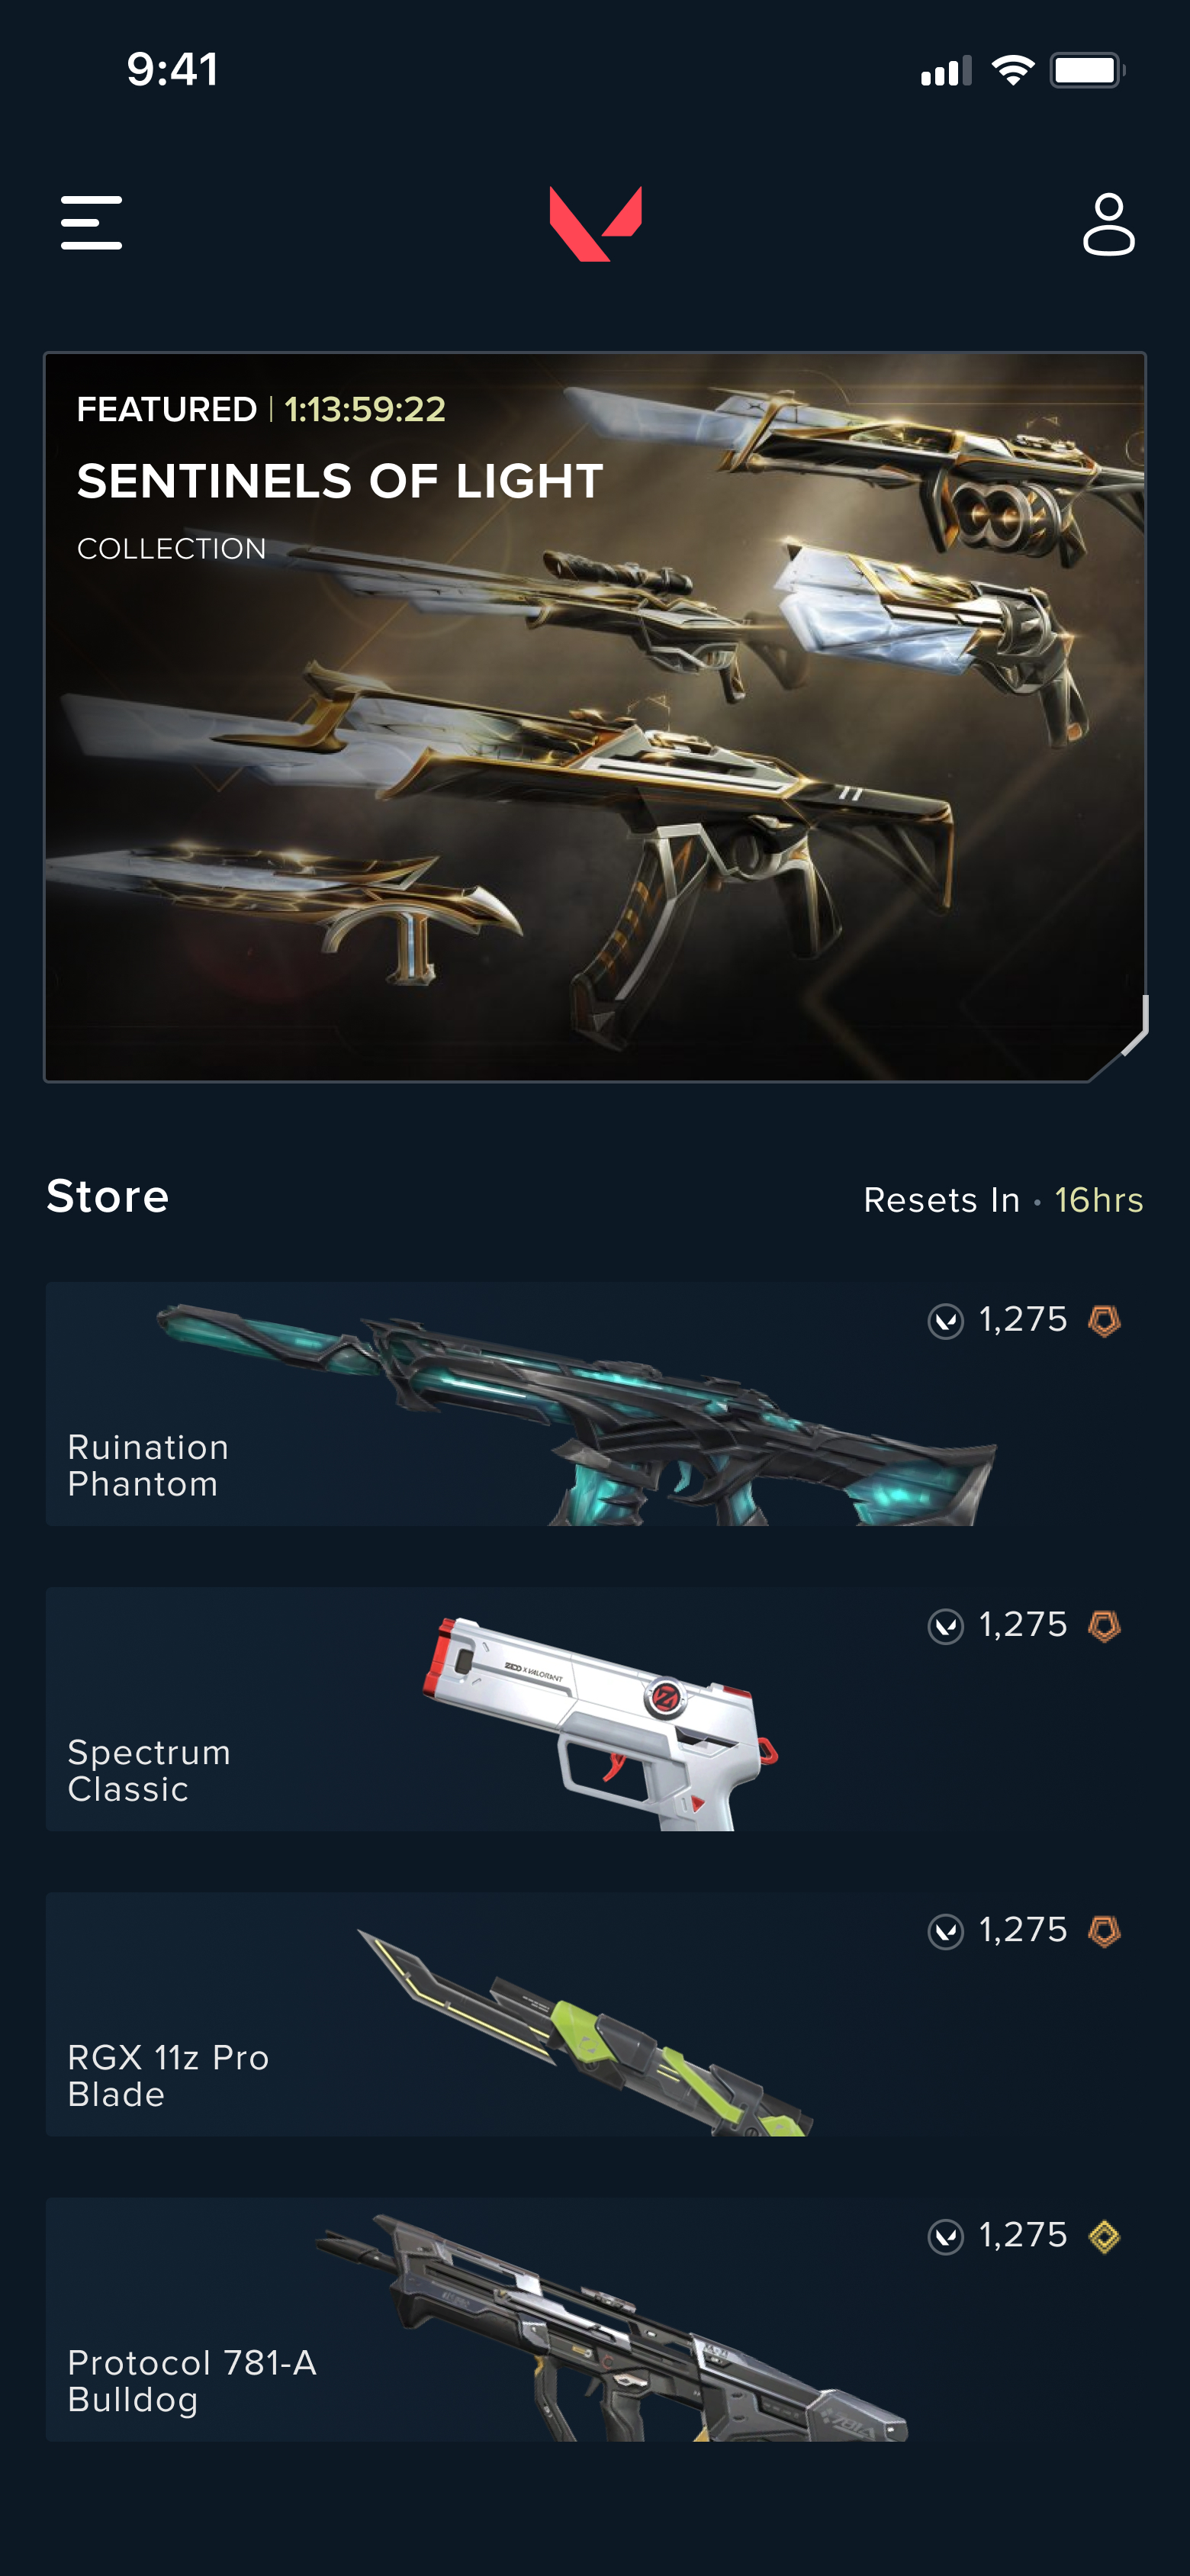 9:41
FEATURED | 1:13:59:22
SENTINELS OF LIGHT
COLLECTION
Store
Resets In • 16hrs
1,275
Ruination
Phantom
1,275
ZEDD X VALORANT
Spectrum
Classic
1,275
RGX 11z Pro
Blade
1,275
Protocol 781-A
Bulldog